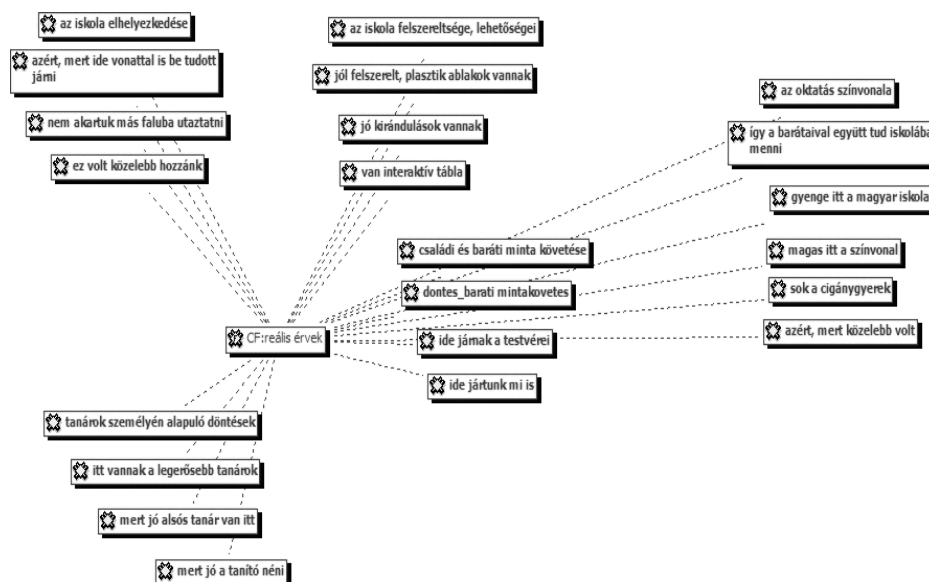 az iskola elhelyezkedése
azért, mert ide vonattal is be tudott
járni
nem akartuk más faluba utaztatni
ez volt közelebb hozzánk
az iskola felszereltsége, lehetőségei
jól felszerelt, plasztik ablakok vannak
jó kirándulások vannak
van interaktív tábla
az oktatás színvonala
így a barátaival együtt tud iskolába
menni
gyenge itt a magyar iskola
magas itt a színvonal
sok a cigánygyerek
azért, mert közelebb volt
családi és baráti minta követése
dontes_barati mintakovetes
ide járnak a testvérei
ide jártunk mi is
CF:reális érvek
tanárok személyén alapuló döntések
itt vannak a legerősebb tanárok
mert jó alsós tanár van itt
mert jó a tanító néni